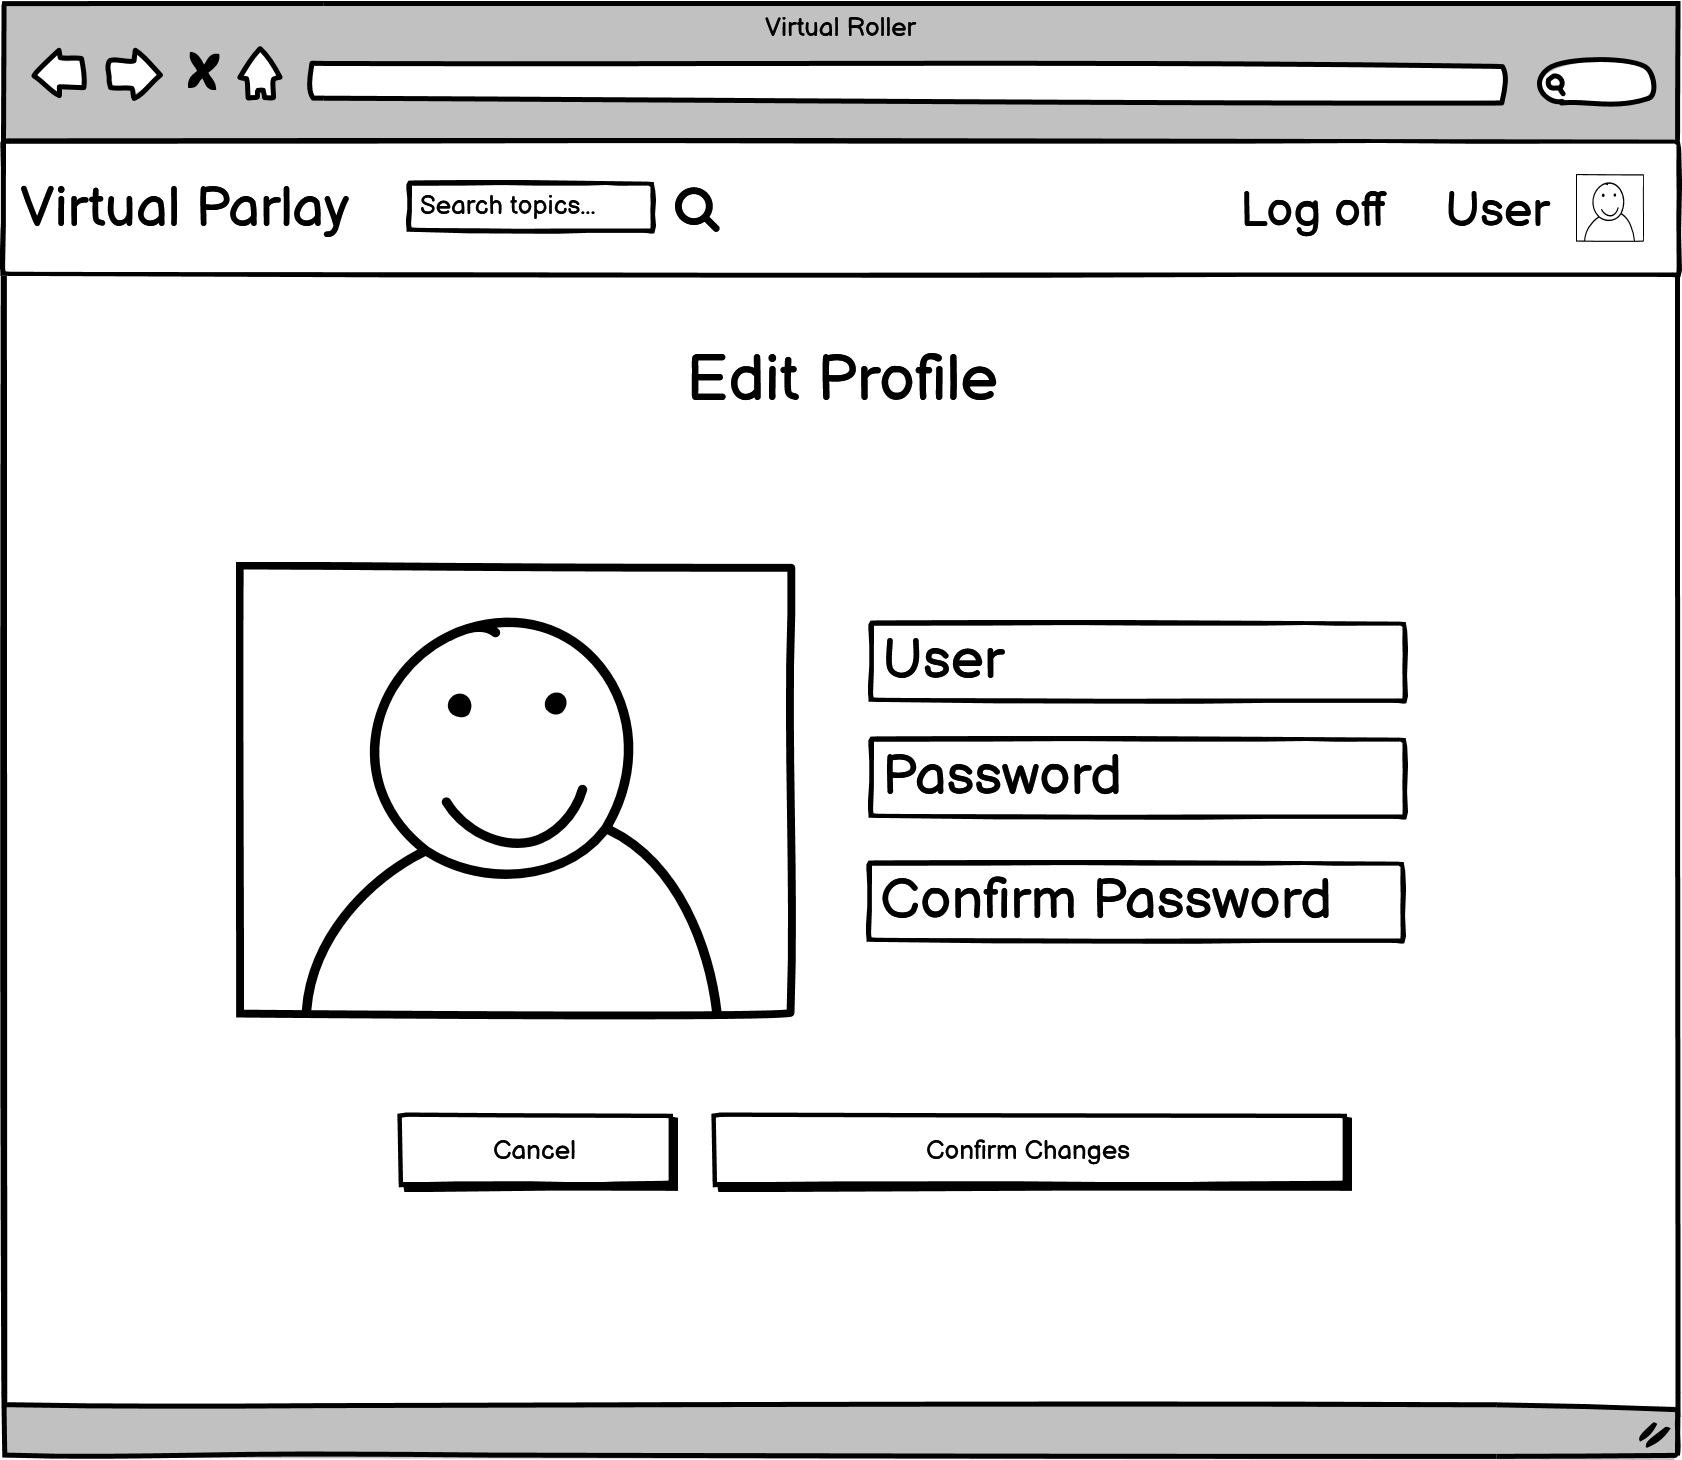 Virtual Roller
Virtual Parlay
Search topics...
Log off
User
Edit Profile
User
Password
Confirm Password
Cancel
Confirm Changes